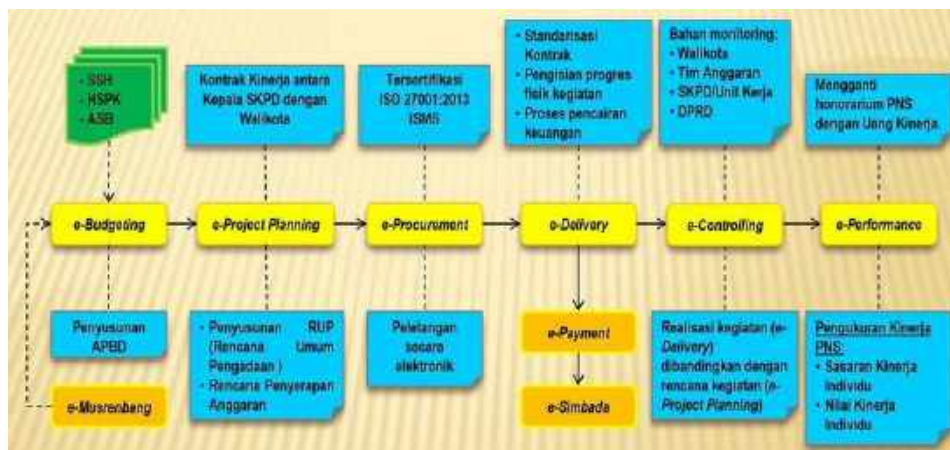 • SSH
• HSPK
• ASB
Kontrak Kinerja antara
Kepala SKPD dengan
Walikota
Tersertifikasi
ISO 27001:2013
ISMS
• Standarisasi
Kontrak
• Pengisian progres
fisik kegiatan
• Proses pencairan
keuangan
Bahan monitoring:
• Walikota
• Tim Anggaran
• SKPD/Unit Kerja
• DPRD
Mengganti
honorarium PNS
dengan Uang Kinerja
e-Budgeting
e-Project Planning
e-Procurement
e-Delivery
e-Controlling
e-Performance
Penyusunan
APBD
e-Musrenbang
• Penyusunan RUP
(Rencana Umum
Pengadaan )
• Rencana Penyerapan
Anggaran
Pelelangan
secara
elektronik
e-Payment
e-Simbada
Realisasi kegiatan (e-
Delivery)
dibandingkan dengan
rencana kegiatan (e-
Project Planning)
Pengukuran Kinerja
PNS:
• Sasaran Kinerja
Individu
• Nilai Kinerja
Individu